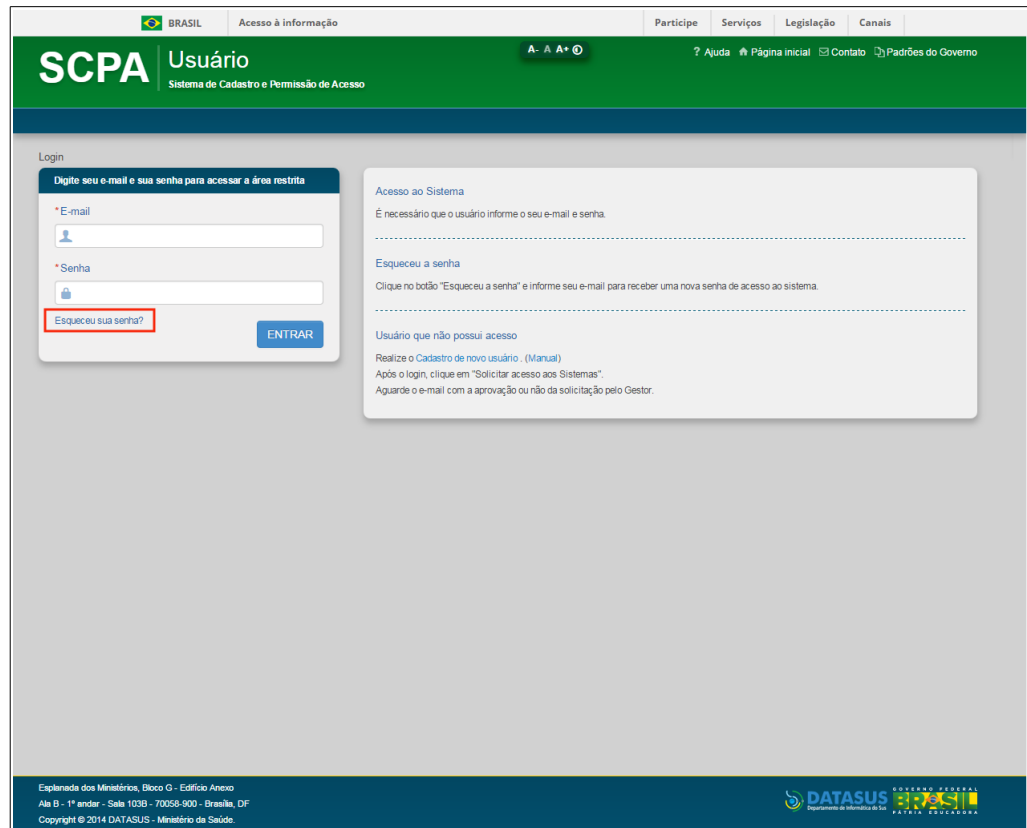 BRASIL Acesso à informação Participe Serviços Legislação Canais
SCPA Usuário
Sistema de Cadastro e Permissão de Acesso
A- A A+
? Ajuda Página inicial Contato Padrões do Governo
Login
Digite seu e-mail e sua senha para acessar a área restrita
*E-mail
*Senha
Esqueceu sua senha?
ENTRAR
Acesso ao Sistema
É necessário que o usuário informe o seu e-mail e senha.
Esqueceu a senha
Clique no botão "Esqueceu a senha" e informe seu e-mail para receber uma nova senha de acesso ao sistema.
Usuário que não possui acesso
Realize o Cadastro de novo usuário . (Manual)
Após o login, clique em "Solicitar acesso aos Sistemas".
Aguarde o e-mail com a aprovação ou não da solicitação pelo Gestor.
Esplanada dos Ministérios, Bloco G - Edifício Anexo
Ala B - 1º andar - Sala 103B - 70058-900 - Brasília, DF
Copyright © 2014 DATASUS - Ministério da Saúde.
DATASUS
Departamento de Informática do Sus
GOVERNO FEDERAL
BRASIL
PÁTRIA EDUCADORA